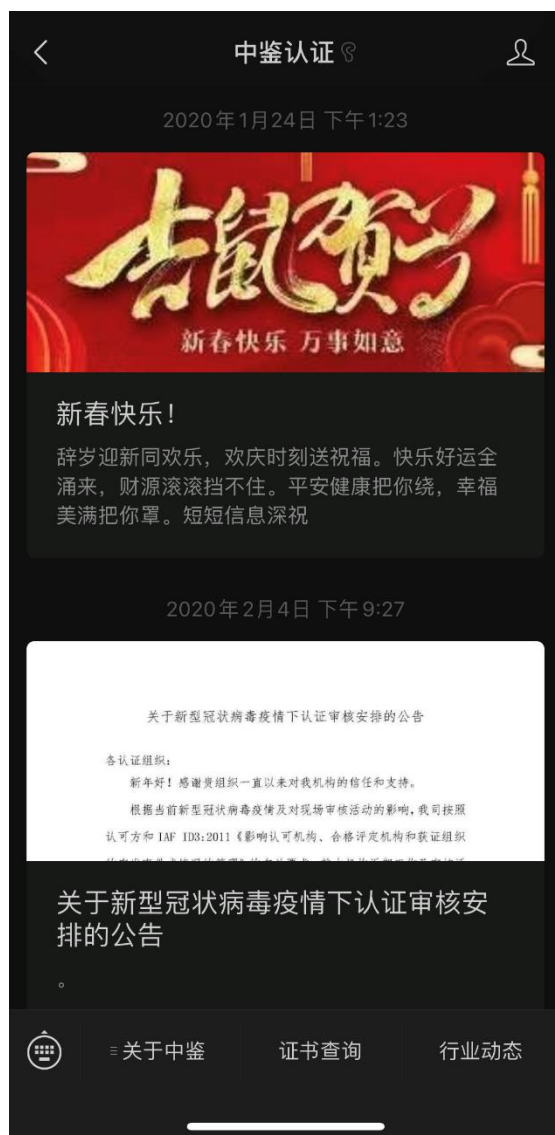 中鉴认证
2020年1月24日 下午1:23
吉鼠贺岁
新春快乐 万事如意
新春快乐!
辞岁迎新同欢乐，欢庆时刻送祝福。快乐好运全
涌来，财源滚滚挡不住。平安健康把你绕，幸福
美满把你罩。短短信息深祝
2020年2月4日 下午9:27
关于新型冠状病毒疫情下认证审核安排的公告
各认证组织：
新年好！感谢贵组织一直以来对我机构的信任和支持。
根据当前新型冠状病毒疫情及对现场审核活动的影响，我司按照
认可方和 IAF ID3:2011《影响认可机构、合格评定机构和获证组织
关于新型冠状病毒疫情下认证审核安
排的公告
。
关于中鉴
证书查询
行业动态